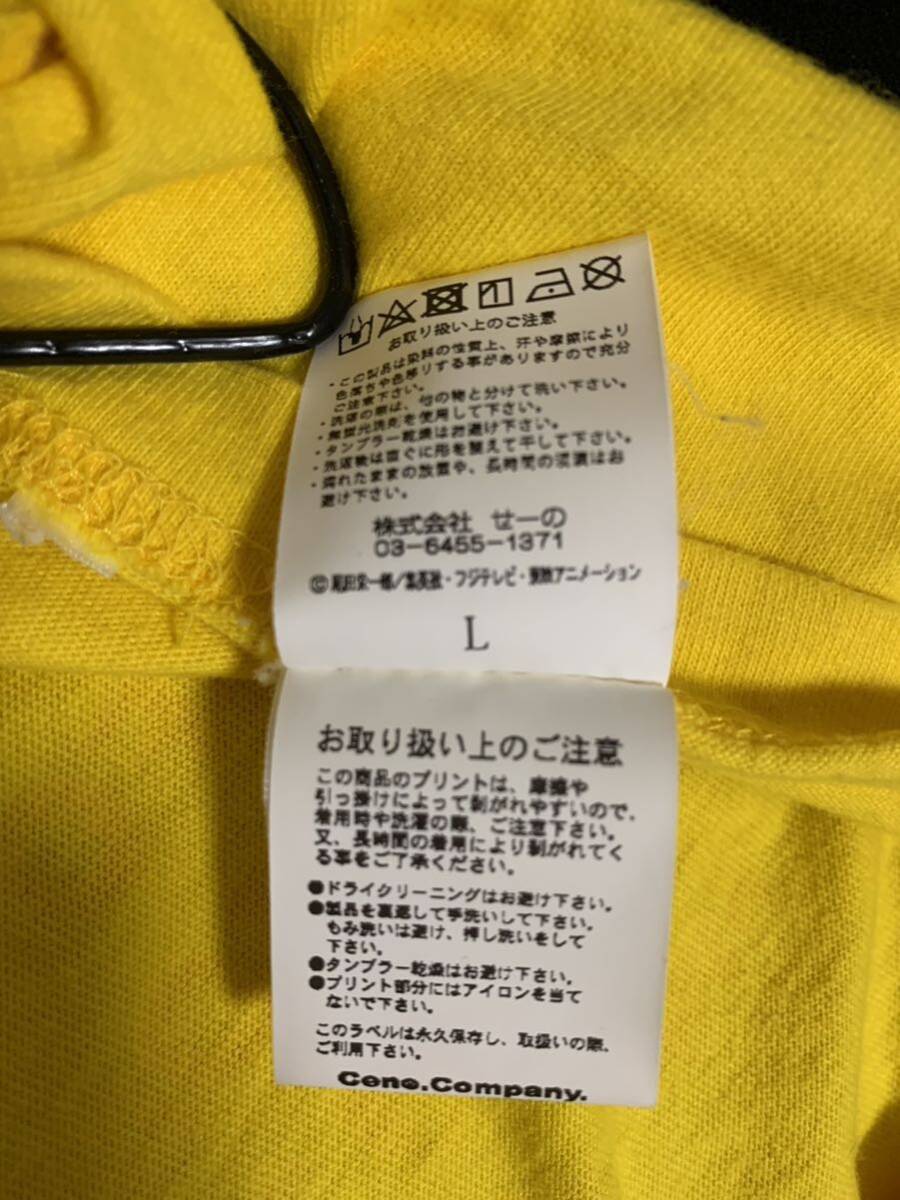 お取り扱い上のご注意
・この製品は染料の性質上、汗や摩擦により
色落ちや色移りする事がありますので充分
ご注意下さい。
・洗濯の際は、他の物と分けて洗い下さい。
・無蛍光洗剤を使用して下さい。
・タンブラー乾燥はお避け下さい。
・洗濯後は直ぐに形を整えて干して下さい。
・濡れたままの放置や、長時間の浸漬はお
避け下さい。
株式会社 せーの
03-6455-1371
©尾田栄一郎/集英社・フジテレビ・東映アニメーション
L
お取り扱い上のご注意
この商品のプリントは、摩擦や
引っ掛けによって剥がれやすいので、
着用時や洗濯の際、ご注意下さい。
又、長時間の着用により剥がれてく
る事をご了承ください。
●ドライクリーニングはお避け下さい。
●製品を裏返して手洗いして下さい。
もみ洗いは避け、押し洗いをして
下さい。
●タンブラー乾燥はお避け下さい。
●プリント部分にはアイロンを当て
ないで下さい。
このラベルは永久保存し、取扱いの際、
ご利用下さい。
Ceno.Company.